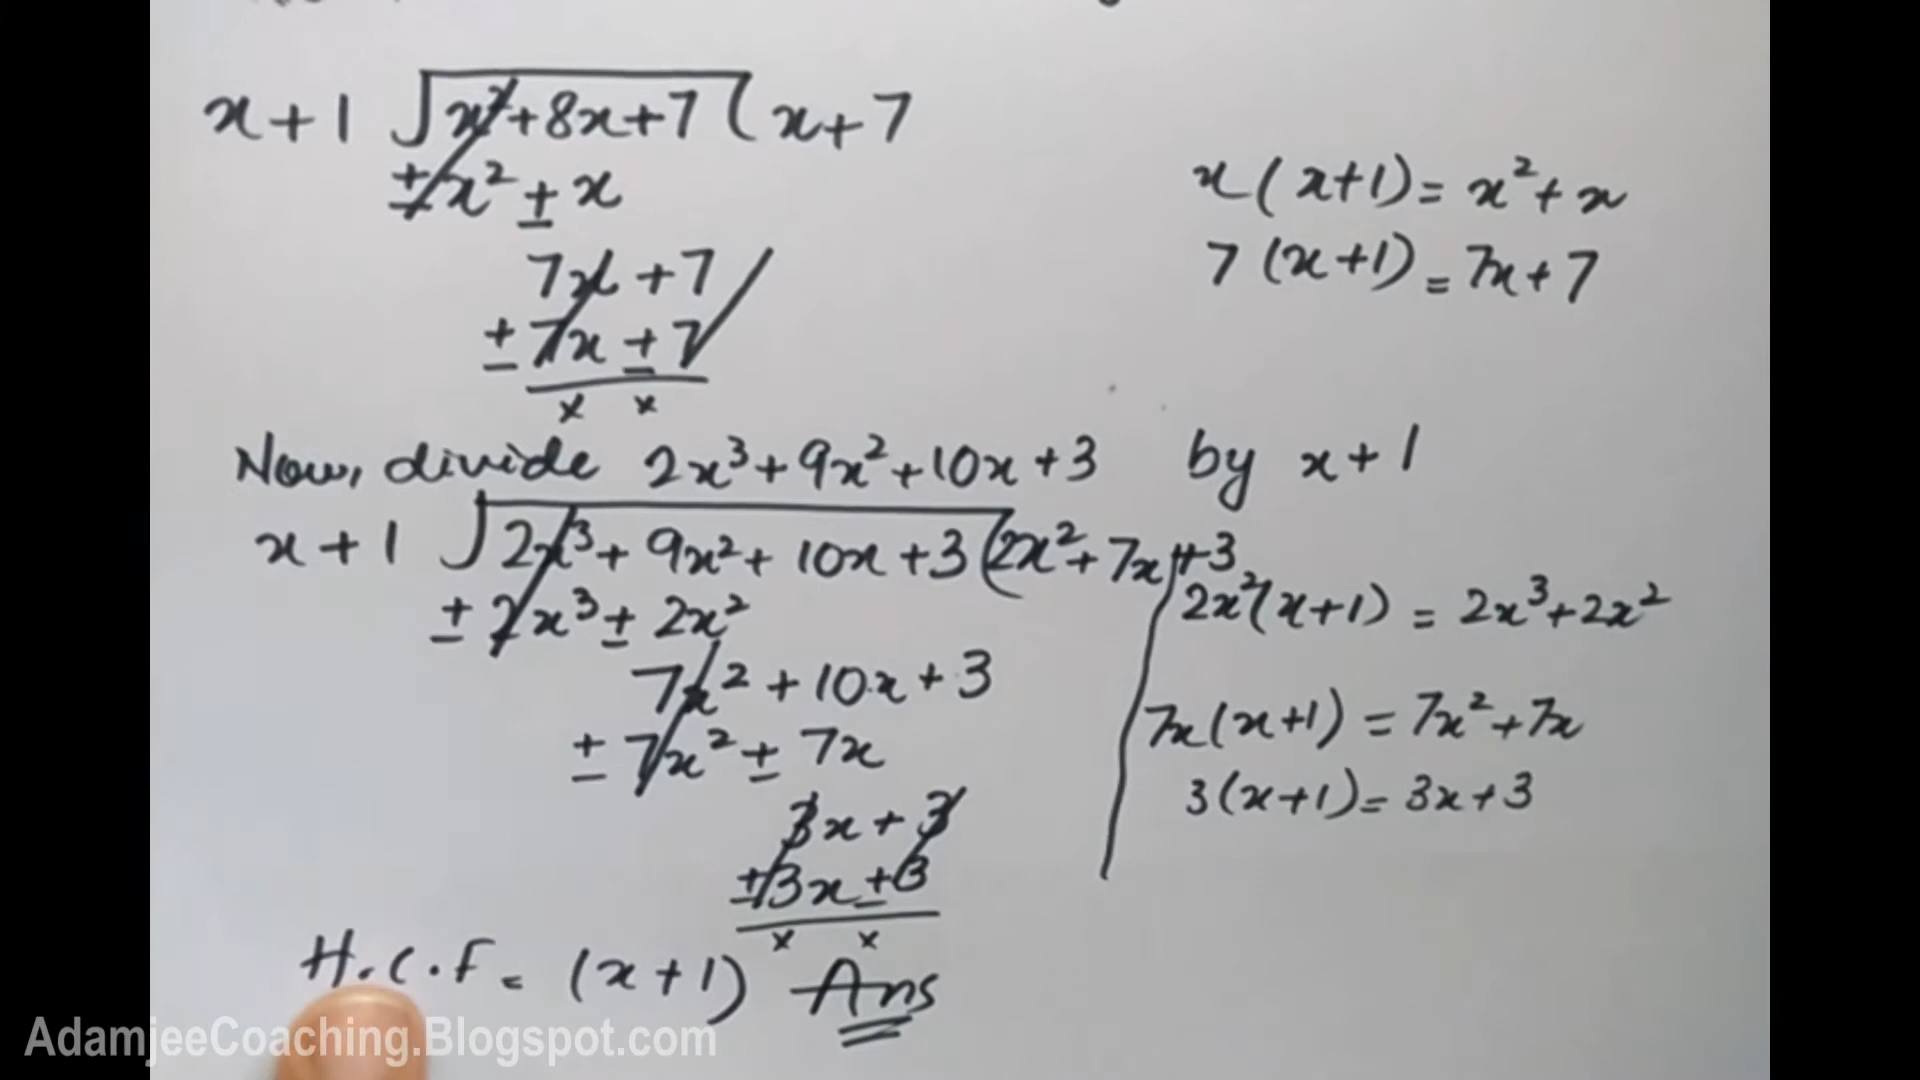 x + 1 √x² + 8x + 7 ( x + 7
± x² ± x
7x + 7
± 7x ± 7
x x
x ( x + 1 ) = x² + x
7 ( x + 1 ) = 7x + 7
Now, divide 2x³ + 9x² + 10x + 3 by x + 1
x + 1 √2x³ + 9x² + 10x + 3 ( 2x² + 7x + 3
± 2x³ ± 2x²
7x² + 10x + 3
± 7x² ± 7x
3x + 3
± 3x ± 3
x x
2x² ( x + 1 ) = 2x³ + 2x²
7x ( x + 1 ) = 7x² + 7x
3 ( x + 1 ) = 3x + 3
H.C.F = ( x + 1 ) Ans
AdamjeeCoaching.Blogspot.com